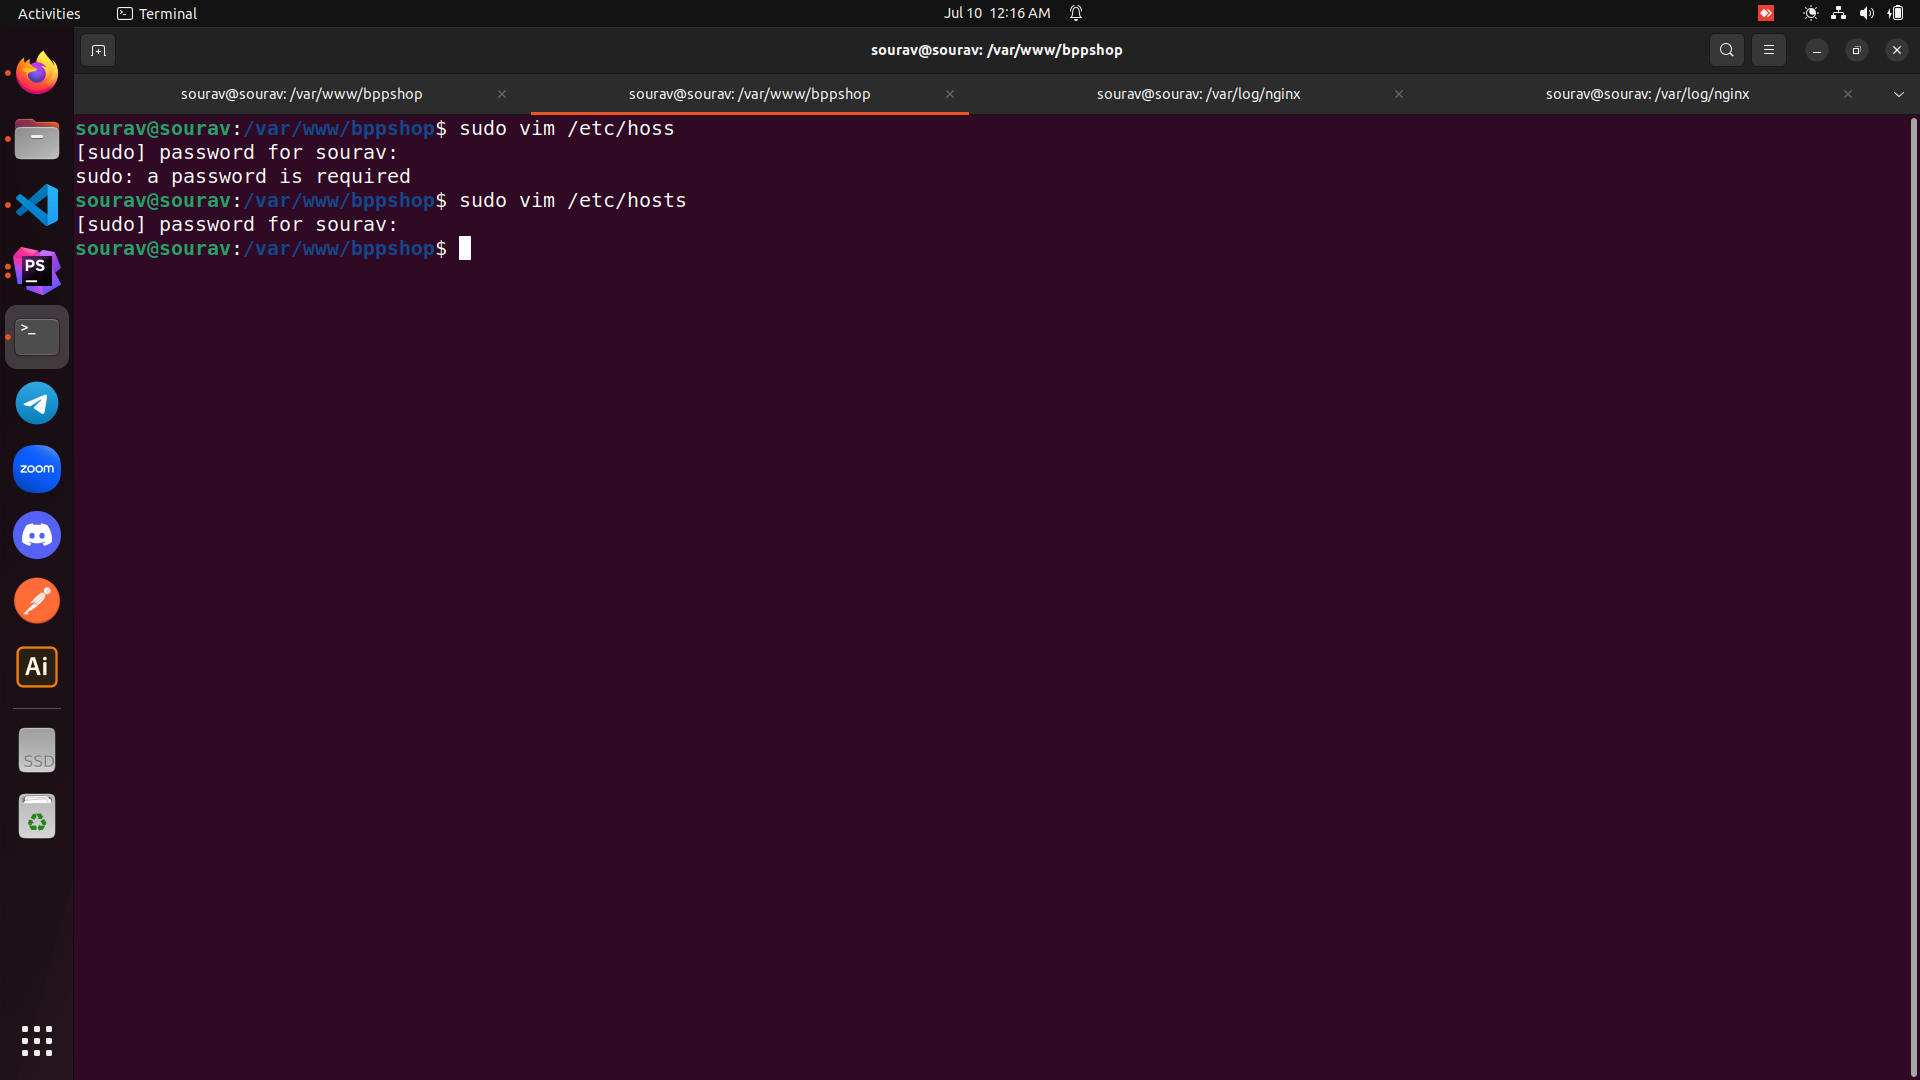 Activities
Terminal
Jul 10 12:16 AM
sourav@sourav: /var/www/bppshop
sourav@sourav: /var/www/bppshop
sourav@sourav: /var/www/bppshop
sourav@sourav: /var/log/nginx
sourav@sourav: /var/log/nginx
sourav@sourav:/var/www/bppshop$ sudo vim /etc/hoss
[sudo] password for sourav:
sudo: a password is required
sourav@sourav:/var/www/bppshop$ sudo vim /etc/hosts
[sudo] password for sourav:
sourav@sourav:/var/www/bppshop$
PS
>_
zoom
Ai
SSD